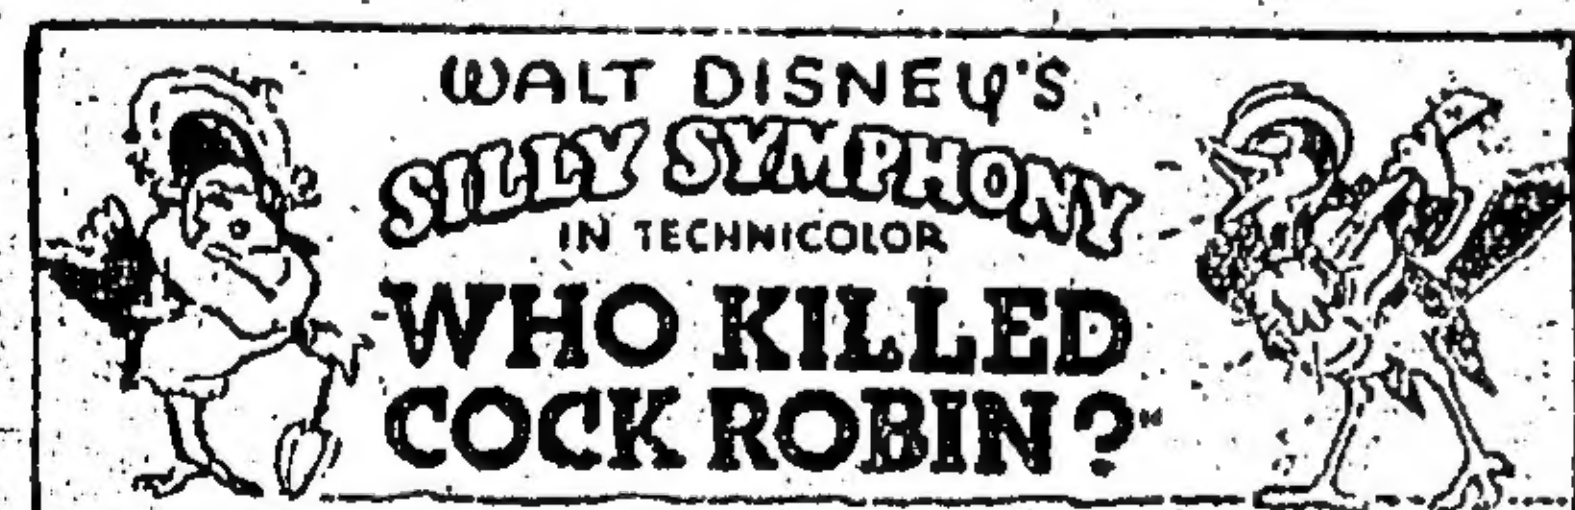 WALT DISNEY'S
SILLY SYMPHONY
IN TECHNICOLOR
"WHO KILLED
COCK ROBIN?"